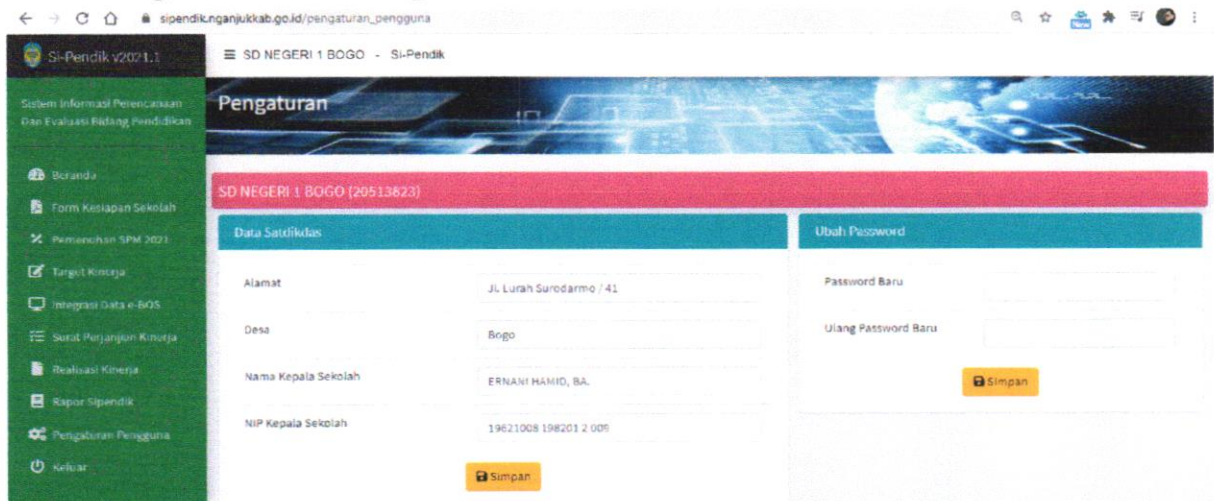 sipendik.nganjukkab.go.id/pengaturan_pengguna
New
Si-Pendik v2021.1
SD NEGERI 1 BOGO - Si-Pendik
Sistem Informasi Perencanaan
Dan Evaluasi Bidang Pendidikan
Pengaturan
Beranda
Form Kesiapan Sekolah
Pemenuhan SPM 2021
Target Kinerja
Integrasi Data e-BOS
Surat Perjanjian Kinerja
Realisasi Kinerja
Rapor Sipendik
Pengaturan Pengguna
Keluar
SD NEGERI 1 BOGO (20513823)
Data Satdikdas
Alamat
Jl. Lurah Surodarmo / 41
Desa
Bogo
Nama Kepala Sekolah
ERNANI HAMID, BA.
NIP Kepala Sekolah
19621008 198201 2 009
Simpan
Ubah Password
Password Baru
Ulang Password Baru
Simpan